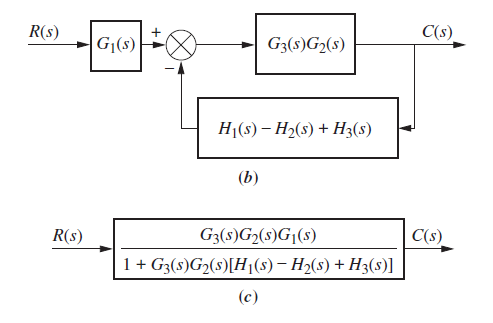 R(s) G₁(s) + − G₃(s)G₂(s) C(s)
H₁(s) − H₂(s) + H₃(s)
(b)
R(s) G₃(s)G₂(s)G₁(s) C(s)
1 + G₃(s)G₂(s)[H₁(s) − H₂(s) + H₃(s)]
(c)